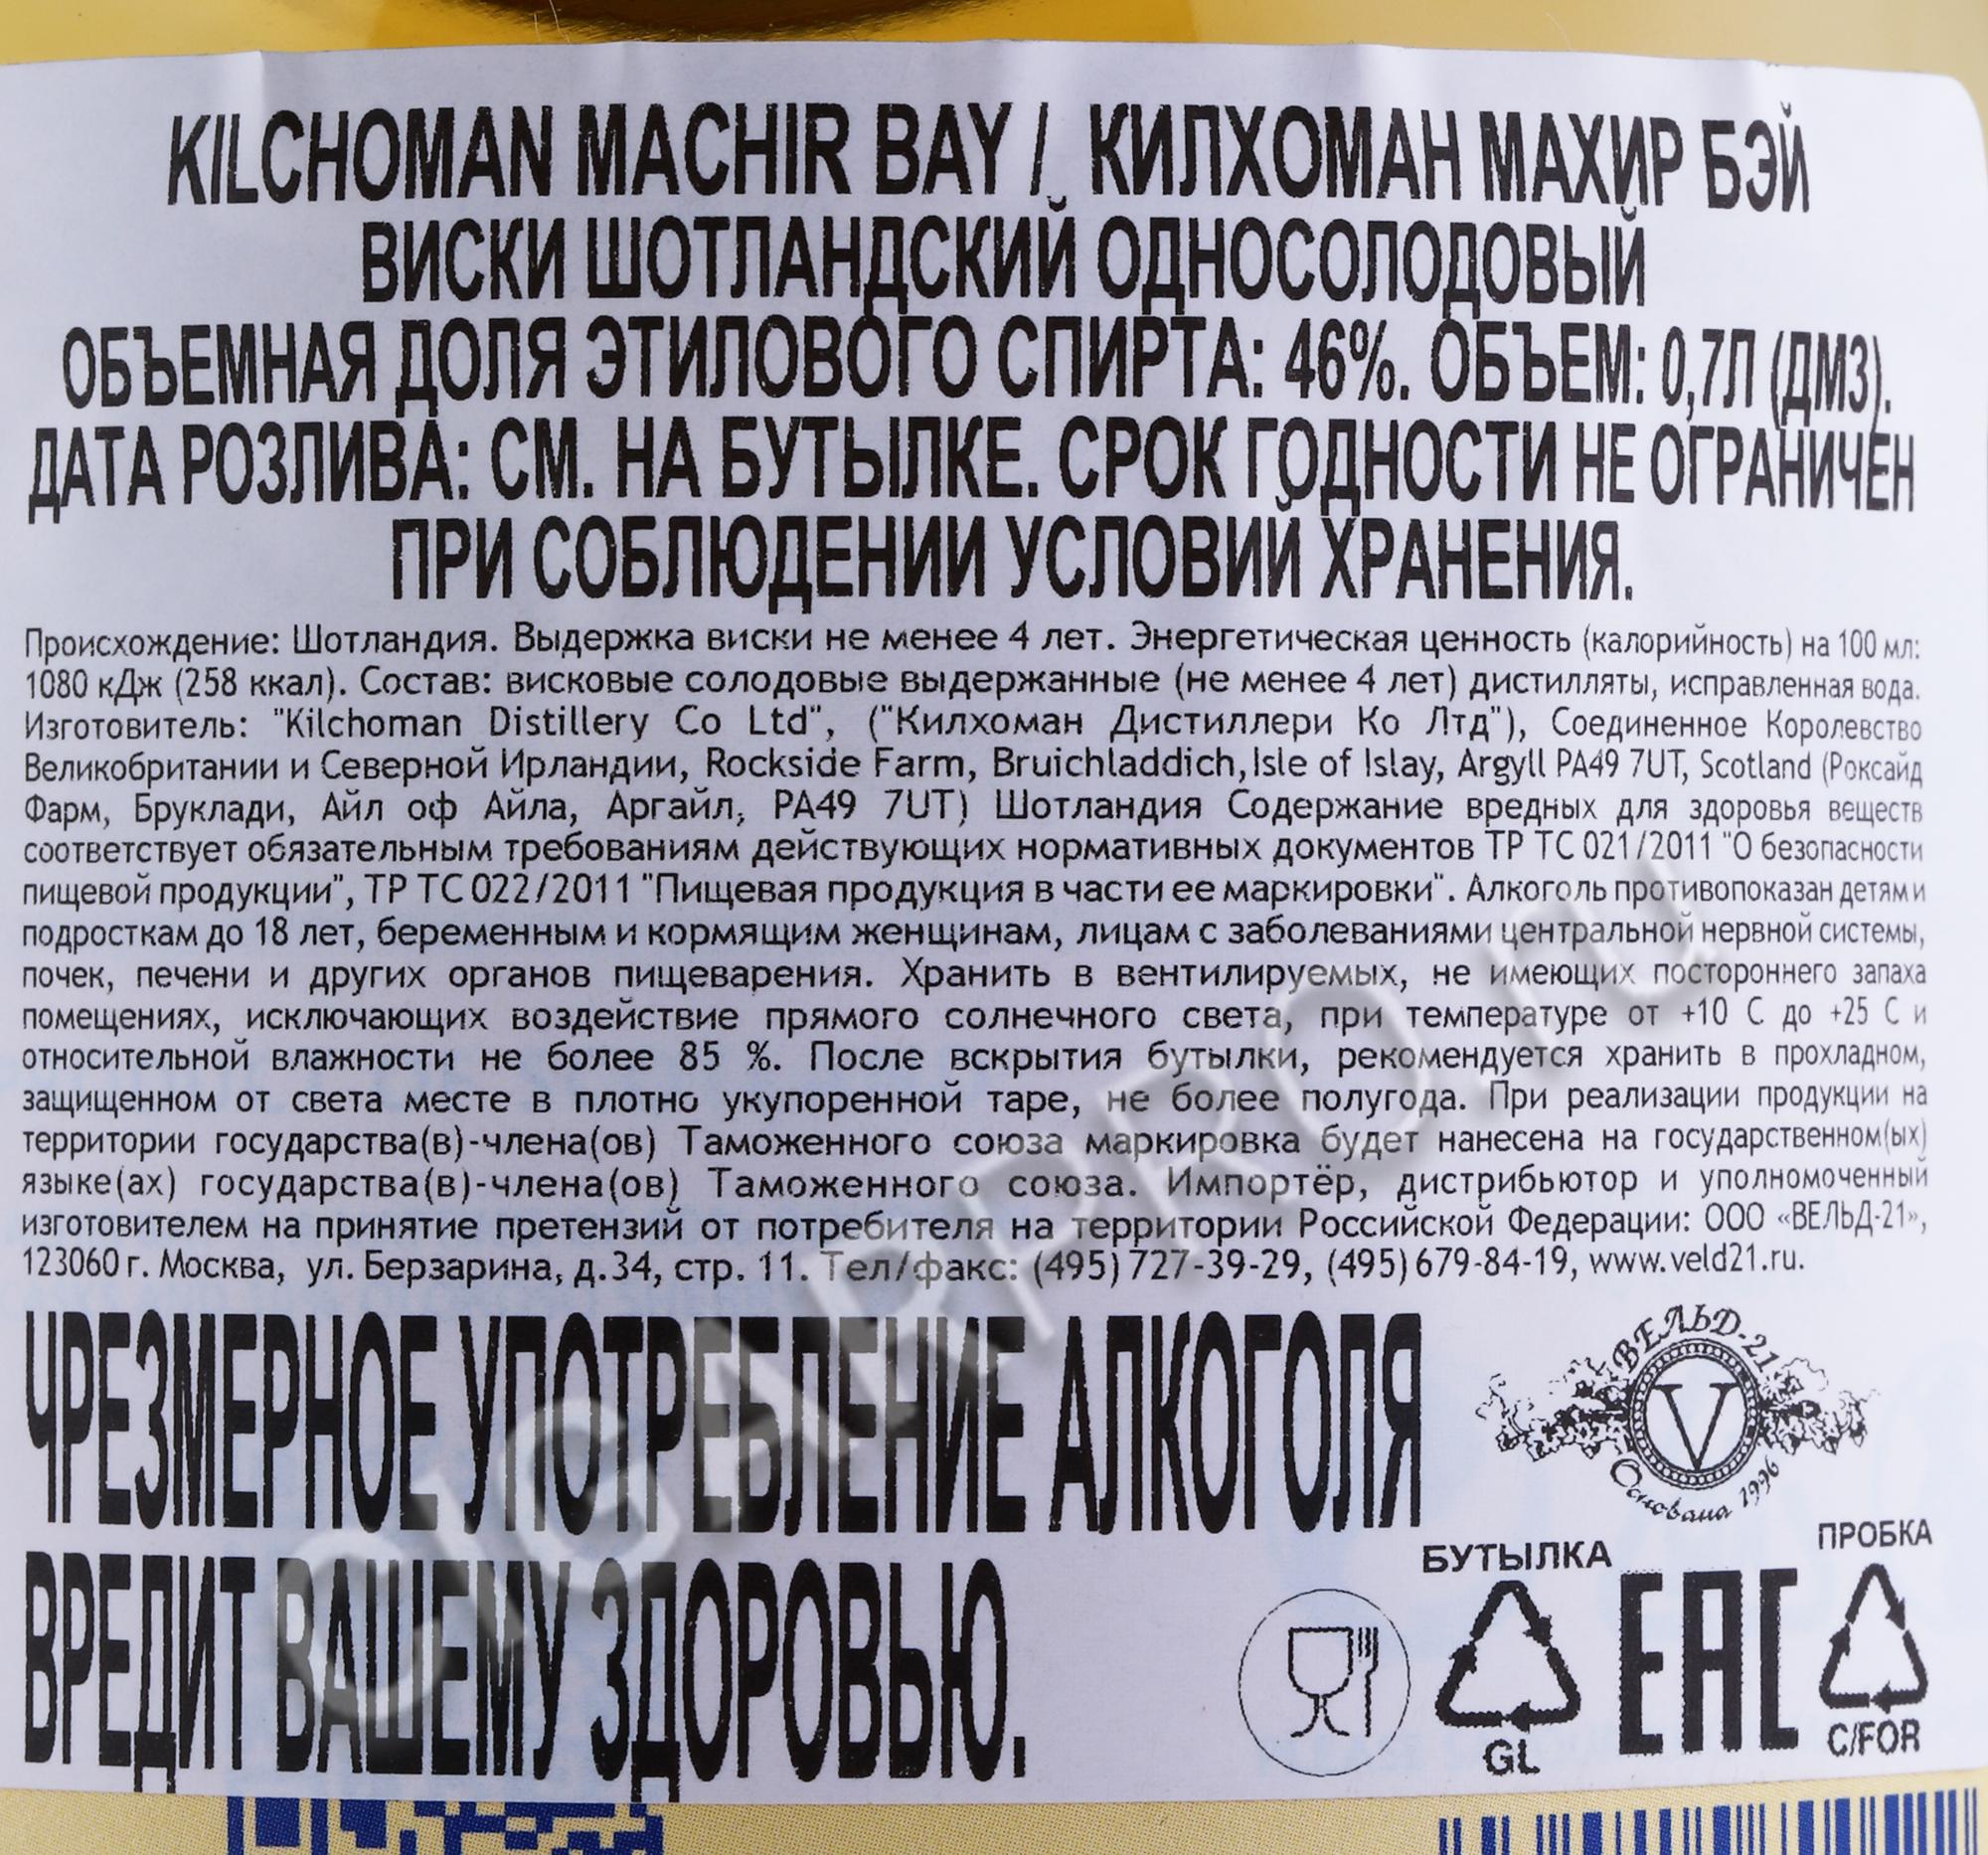 KILCHOMAN MACHIR BAY / КИЛХОМАН МАХИР БЭЙ
ВИСКИ ШОТЛАНДСКИЙ ОДНОСОЛОДОВЫЙ
ОБЪЕМНАЯ ДОЛЯ ЭТИЛОВОГО СПИРТА: 46%. ОБЪЕМ: 0,7Л (ДМ3).
ДАТА РОЗЛИВА: СМ. НА БУТЫЛКЕ. СРОК ГОДНОСТИ НЕ ОГРАНИЧЕН
ПРИ СОБЛЮДЕНИИ УСЛОВИЙ ХРАНЕНИЯ.
Происхождение: Шотландия. Выдержка виски не менее 4 лет. Энергетическая ценность (калорийность) на 100 мл:
1080 кДж (258 ккал). Состав: висковые солодовые выдержанные (не менее 4 лет) дистилляты, исправленная вода.
Изготовитель: "Kilchoman Distillery Co Ltd", ("Килхоман Дистиллери Ко Лтд"), Соединенное Королевство
Великобритании и Северной Ирландии, Rockside Farm, Bruichladdich, Isle of Islay, Argyll PA49 7UT, Scotland (Роксайд
Фарм, Бруклади, Айл оф Айла, Аргайл, PA49 7UT) Шотландия Содержание вредных для здоровья веществ
соответствует обязательным требованиям действующих нормативных документов ТР ТС 021/2011 "О безопасности
пищевой продукции", ТР ТС 022/2011 "Пищевая продукция в части ее маркировки". Алкоголь противопоказан детям и
подросткам до 18 лет, беременным и кормящим женщинам, лицам с заболеваниями центральной нервной системы,
почек, печени и других органов пищеварения. Хранить в вентилируемых, не имеющих постороннего запаха
помещениях, исключающих воздействие прямого солнечного света, при температуре от +10 С до +25 С и
относительной влажности не более 85 %. После вскрытия бутылки, рекомендуется хранить в прохладном,
защищенном от света месте в плотно укупоренной таре, не более полугода. При реализации продукции на
территории государства(в)-члена(ов) Таможенного союза маркировка будет нанесена на государственном(ых)
языке(ах) государства(в)-члена(ов) Таможенного союза. Импортёр, дистрибьютор и уполномоченный
изготовителем на принятие претензий от потребителя на территории Российской Федерации: ООО «ВЕЛЬД-21»,
123060 г. Москва, ул. Берзарина, д.34, стр. 11. Тел/факс: (495) 727-39-29, (495) 679-84-19, www.veld21.ru.
ЧРЕЗМЕРНОЕ УПОТРЕБЛЕНИЕ АЛКОГОЛЯ
ВРЕДИТ ВАШЕМУ ЗДОРОВЬЮ.
ВЕЛЬД-21
V
Основана 1996
БУТЫЛКА
GL
EAC
ПРОБКА
C/FOR
CIGARPRO.ru